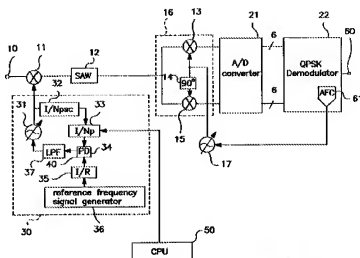 16
13
21
22
10
11
12
SAW
14
90°
15
A/D
converter
6
6
QPSK
Demodulator
60
AFC
61
17
32
I/Npsc
31
33
I/Np
34
LPF
PD
37
40
35
I/R
reference frequency
signal generator
30
36
50
CPU